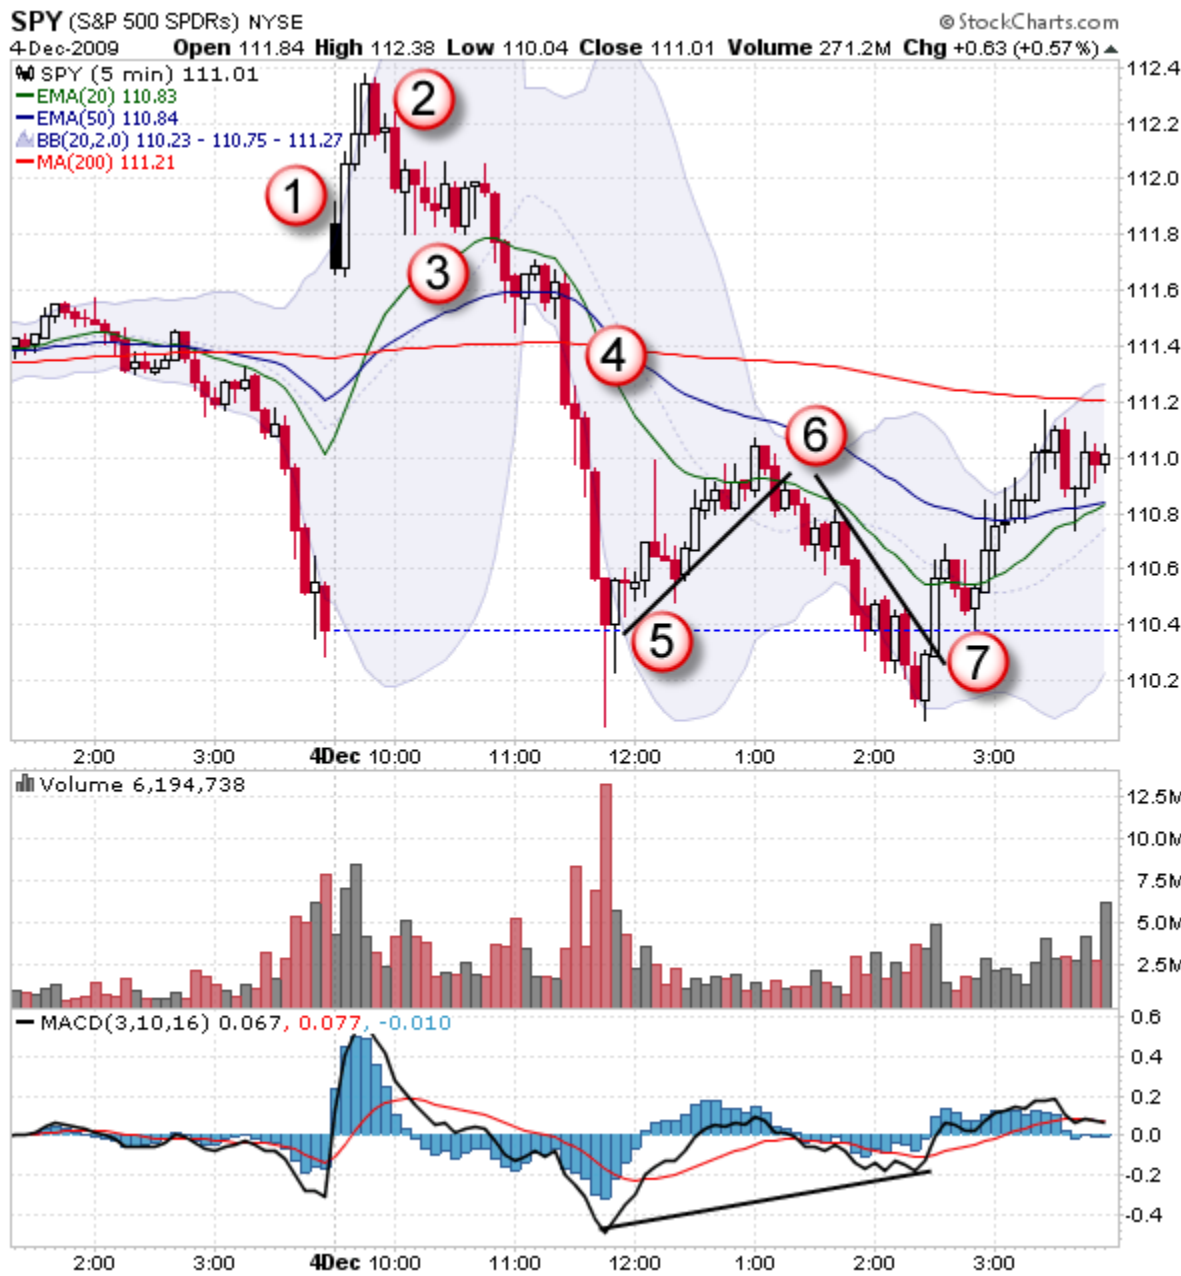 SPY (S&P 500 SPDRs) NYSE
© StockCharts.com
4-Dec-2009 Open 111.84 High 112.38 Low 110.04 Close 111.01 Volume 271.2M Chg +0.63 (+0.57%)
SPY (5 min) 111.01
EMA(20) 110.83
EMA(50) 110.84
BB(20,2.0) 110.23 - 110.75 - 111.27
MA(200) 111.21
112.4
112.2
112.0
111.8
111.6
111.4
111.2
111.0
110.8
110.6
110.4
110.2
1
2
3
4
5
6
7
2:00 3:00 4Dec 10:00 11:00 12:00 1:00 2:00 3:00
Volume 6,194,738
12.5M
10.0M
7.5M
5.0M
2.5M
MACD(3,10,16) 0.067, 0.077, -0.010
0.6
0.4
0.2
0.0
-0.2
-0.4
2:00 3:00 4Dec 10:00 11:00 12:00 1:00 2:00 3:00